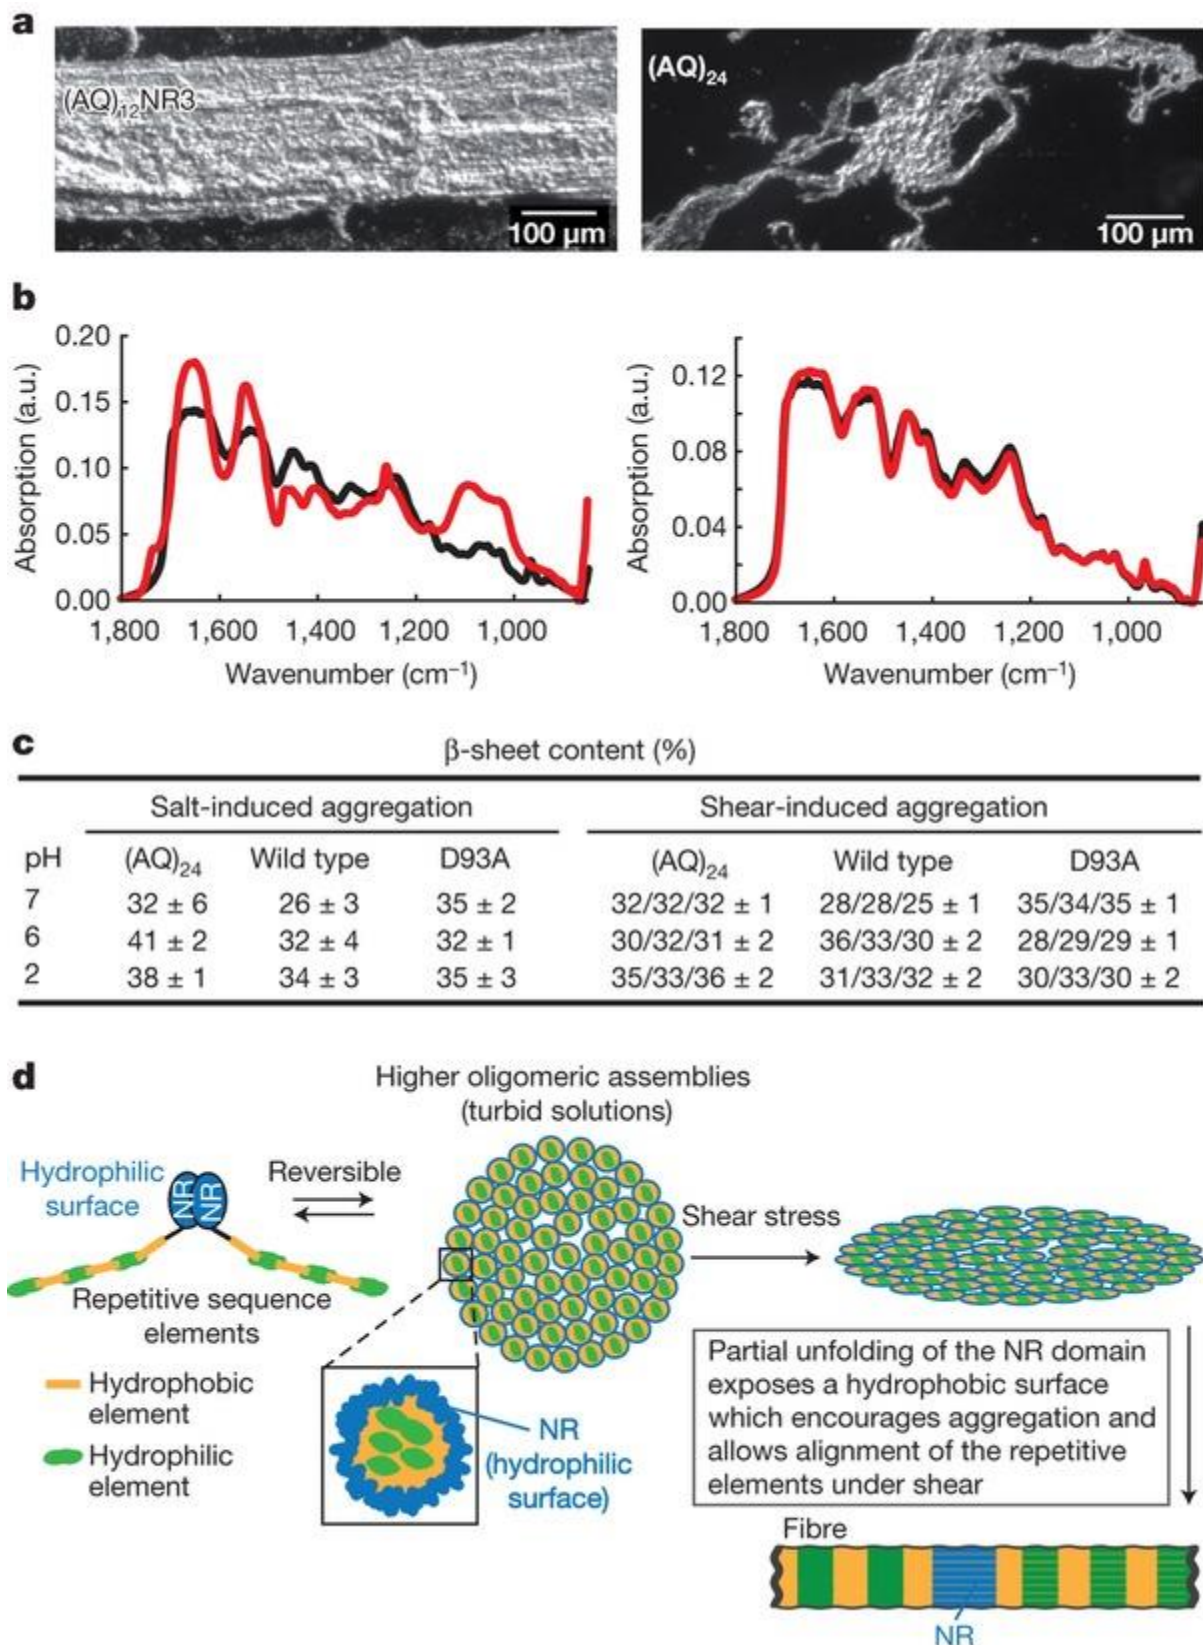 a
(AQ)₁₂NR3
100 µm
(AQ)₂₄
100 µm
b
Absorption (a.u.)
0.20
0.15
0.10
0.05
0.00
1,800 1,600 1,400 1,200 1,000
Wavenumber (cm⁻¹)
Absorption (a.u.)
0.12
0.08
0.04
0.00
1,800 1,600 1,400 1,200 1,000
Wavenumber (cm⁻¹)
c
β-sheet content (%)
Salt-induced aggregation Shear-induced aggregation
pH (AQ)₂₄ Wild type D93A (AQ)₂₄ Wild type D93A
7 32 ± 6 26 ± 3 35 ± 2 32/32/32 ± 1 28/28/25 ± 1 35/34/35 ± 1
6 41 ± 2 32 ± 4 32 ± 1 30/32/31 ± 2 36/33/30 ± 2 28/29/29 ± 1
2 38 ± 1 34 ± 3 35 ± 3 35/33/36 ± 2 31/33/32 ± 2 30/33/30 ± 2
d
Higher oligomeric assemblies
(turbid solutions)
Hydrophilic
surface
NR
NR
Reversible
Shear stress
Repetitive sequence
elements
Hydrophobic
element
Hydrophilic
element
NR
(hydrophilic
surface)
Partial unfolding of the NR domain
exposes a hydrophobic surface
which encourages aggregation and
allows alignment of the repetitive
elements under shear
Fibre
NR